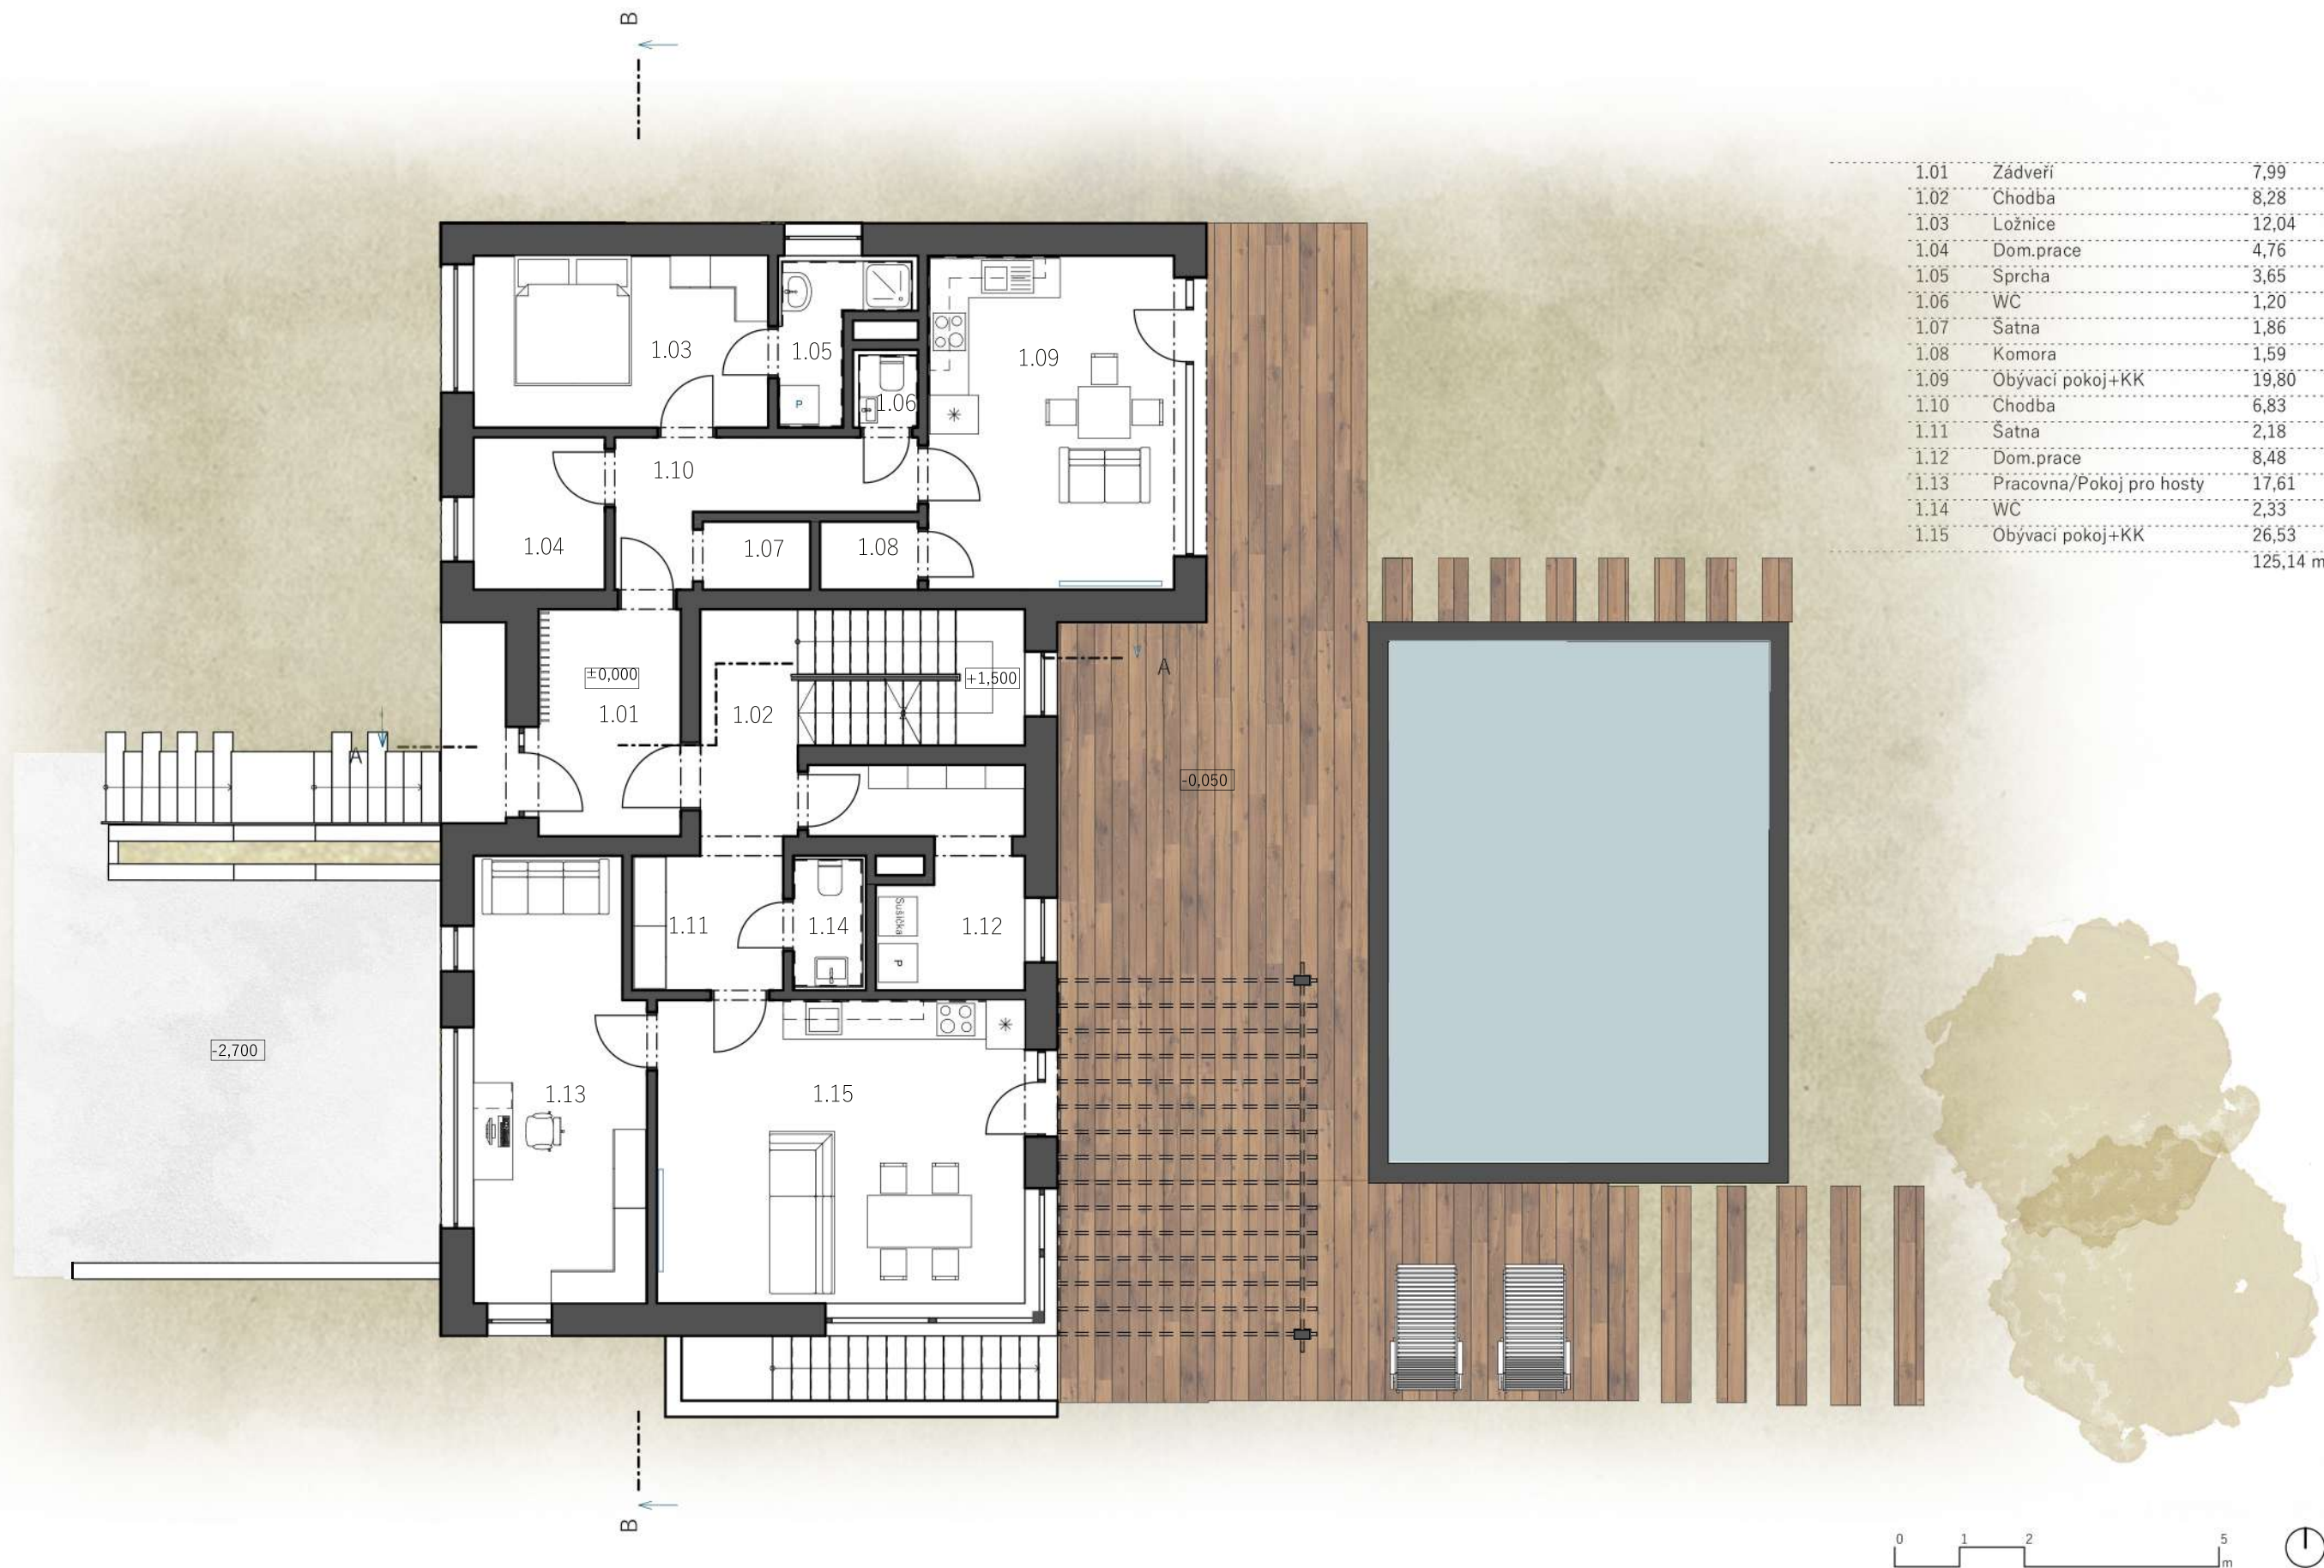 B
1.01 Zádveří 7,99
1.02 Chodba 8,28
1.03 Ložnice 12,04
1.04 Dom.prace 4,76
1.05 Sprcha 3,65
1.06 WC 1,20
1.07 Šatna 1,86
1.08 Komora 1,59
1.09 Obývací pokoj+KK 19,80
1.10 Chodba 6,83
1.11 Šatna 2,18
1.12 Dom.prace 8,48
1.13 Pracovna/Pokoj pro hosty 17,61
1.14 WC 2,33
1.15 Obývací pokoj+KK 26,53
125,14 m
1.03
1.05
1.09
P
1.06
1.10
1.04
1.07
1.08
±0,000
+1,500
A
1.01
1.02
A
-0,050
Sušička
1.11
1.14
1.12
P
-2,700
1.13
1.15
B
0 1 2 5
m